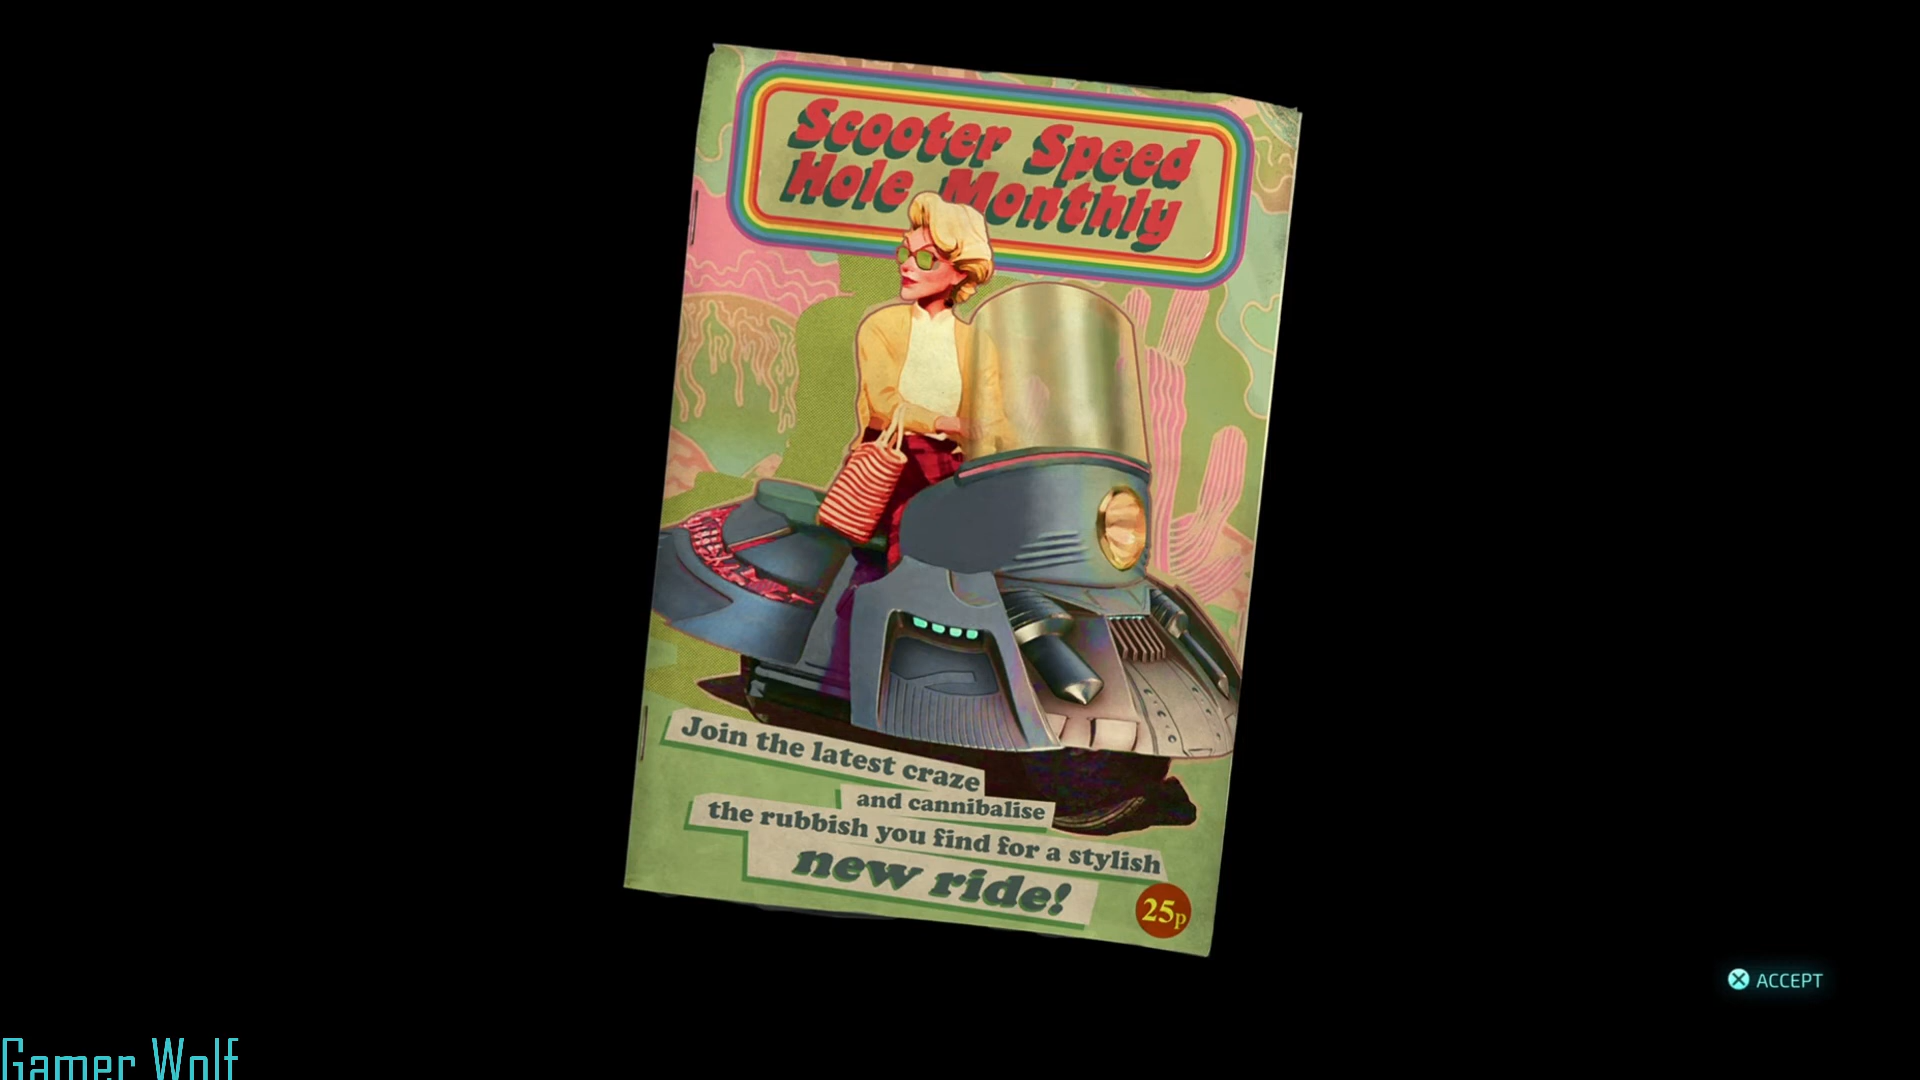 Scooter Speed
Hole Monthly
Join the latest craze
and cannibalise
the rubbish you find for a stylish
new ride!
25p
ACCEPT
Gamer Wolf